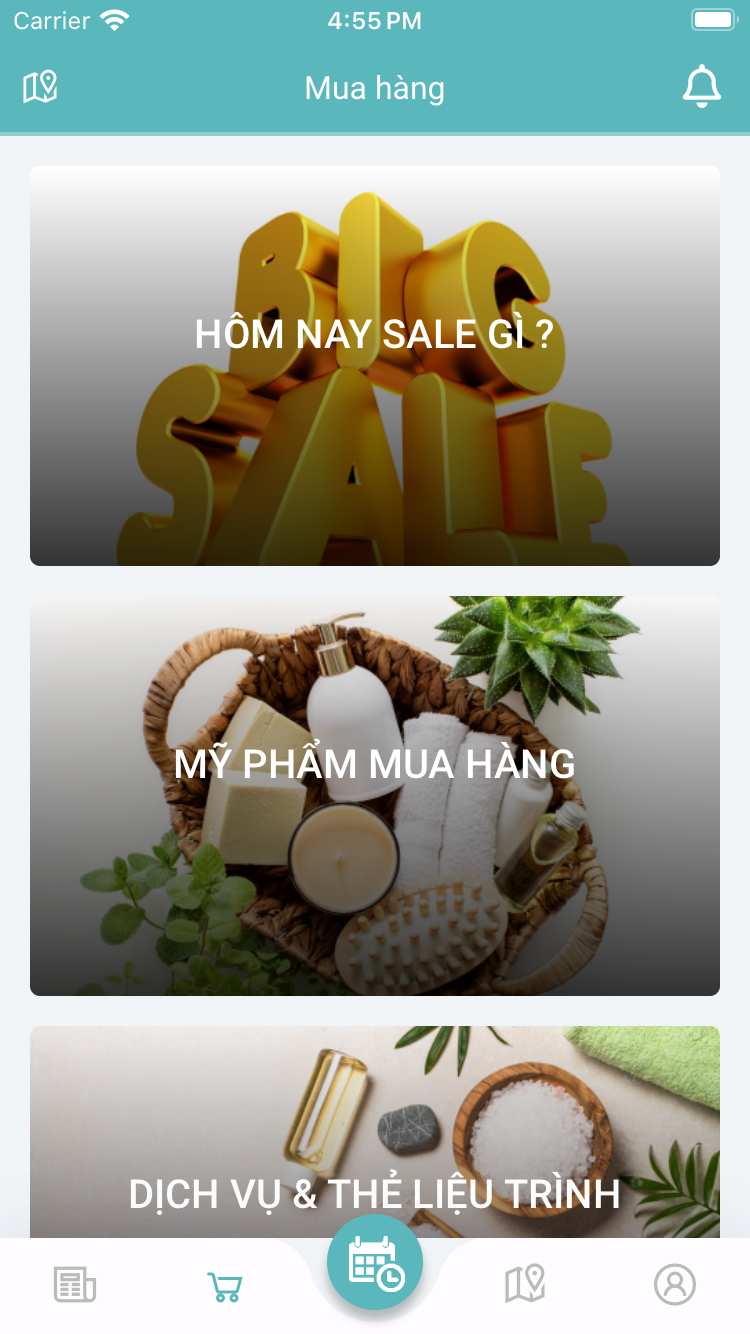 Carrier
4:55 PM
Mua hàng
BIG
HÔM NAY SALE GÌ ?
SALE
MỸ PHẨM MUA HÀNG
DỊCH VỤ & THẺ LIỆU TRÌNH